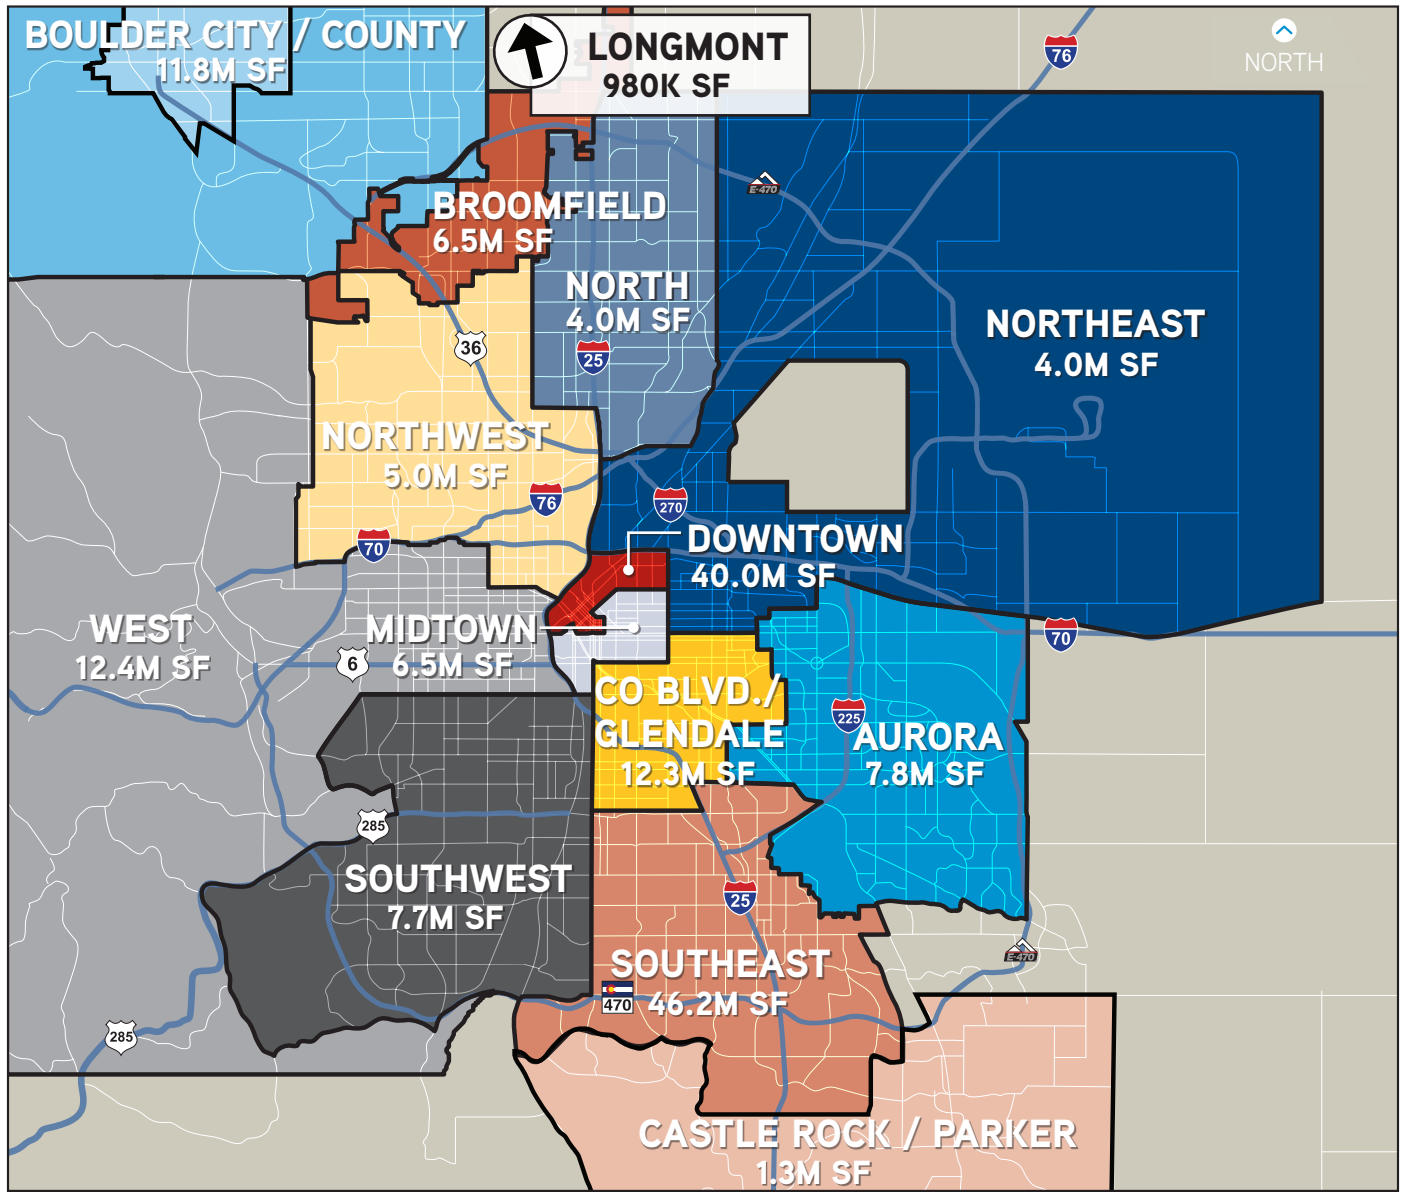 BOULDER CITY / COUNTY
11.8M SF
LONGMONT
980K SF
76
NORTH
E-470
BROOMFIELD
6.5M SF
NORTH
4.0M SF
25
36
NORTHEAST
4.0M SF
NORTHWEST
5.0M SF
76
270
70
DOWNTOWN
40.0M SF
WEST
12.4M SF
MIDTOWN
6.5M SF
6
70
CO BLVD./
GLENDALE
12.3M SF
225
AURORA
7.8M SF
285
SOUTHWEST
7.7M SF
25
SOUTHEAST
46.2M SF
470
E-470
285
CASTLE ROCK / PARKER
1.3M SF